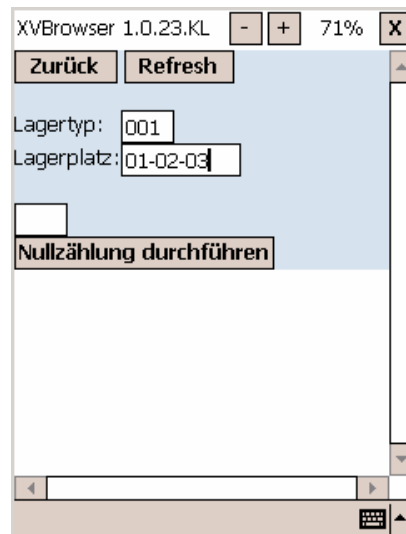 XVBrowser 1.0.23.KL - + 71% X
Zurück Refresh
Lagertyp: 001
Lagerplatz: 01-02-03
Nullzählung durchführen